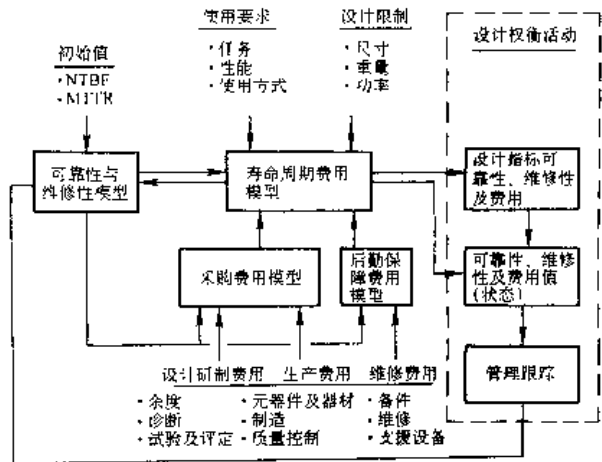 使用要求
·任务
·性能
·使用方式
设计限制
·尺寸
·重量
·功率
设计权衡活动
初始值
·NTBF
·MTTR
可靠性与
维修性模型
寿命周期费用
模型
设计指标可
靠性、维修性
及费用
采购费用模型
后勤保
障费用
模型
可靠性、维修
性及费用值
(状态)
管理跟踪
设计研制费用
·余度
·诊断
·试验及评定
生产费用
·元器件及器材
·制造
·质量控制
维修费用
·备件
·维修
·支援设备